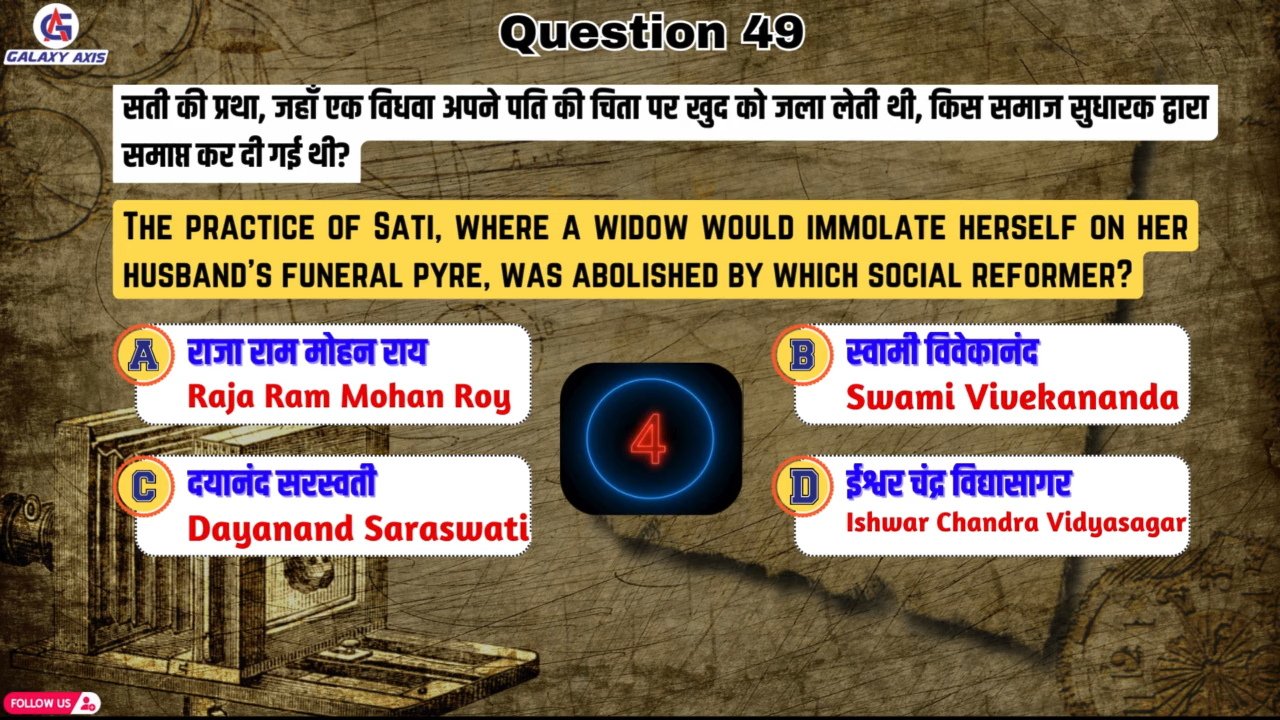 GALAXY AXIS
Question 49
सती की प्रथा, जहाँ एक विधवा अपने पति की चिता पर खुद को जला लेती थी, किस समाज सुधारक द्वारा
समाप्त कर दी गई थी?
THE PRACTICE OF SATI, WHERE A WIDOW WOULD IMMOLATE HERSELF ON HER
HUSBAND'S FUNERAL PYRE, WAS ABOLISHED BY WHICH SOCIAL REFORMER?
A राजा राम मोहन राय
Raja Ram Mohan Roy
B स्वामी विवेकानंद
Swami Vivekananda
4
C दयानंद सरस्वती
Dayanand Saraswati
D ईश्वर चंद्र विद्यासागर
Ishwar Chandra Vidyasagar
12
FOLLOW US